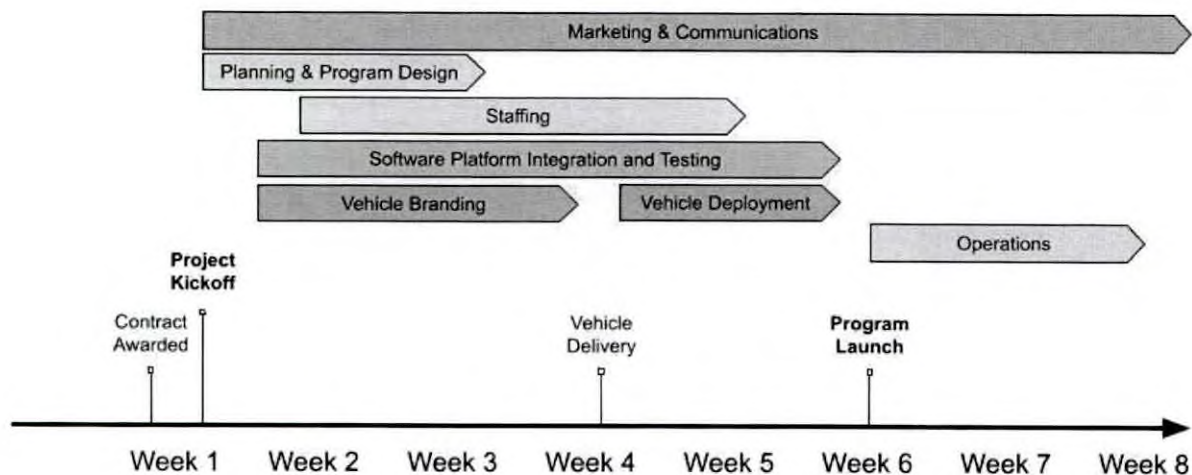 Marketing & Communications
Planning & Program Design
Staffing
Software Platform Integration and Testing
Vehicle Branding
Vehicle Deployment
Operations
Project
Kickoff
Contract
Awarded
Vehicle
Delivery
Program
Launch
Week 1 Week 2 Week 3 Week 4 Week 5 Week 6 Week 7 Week 8